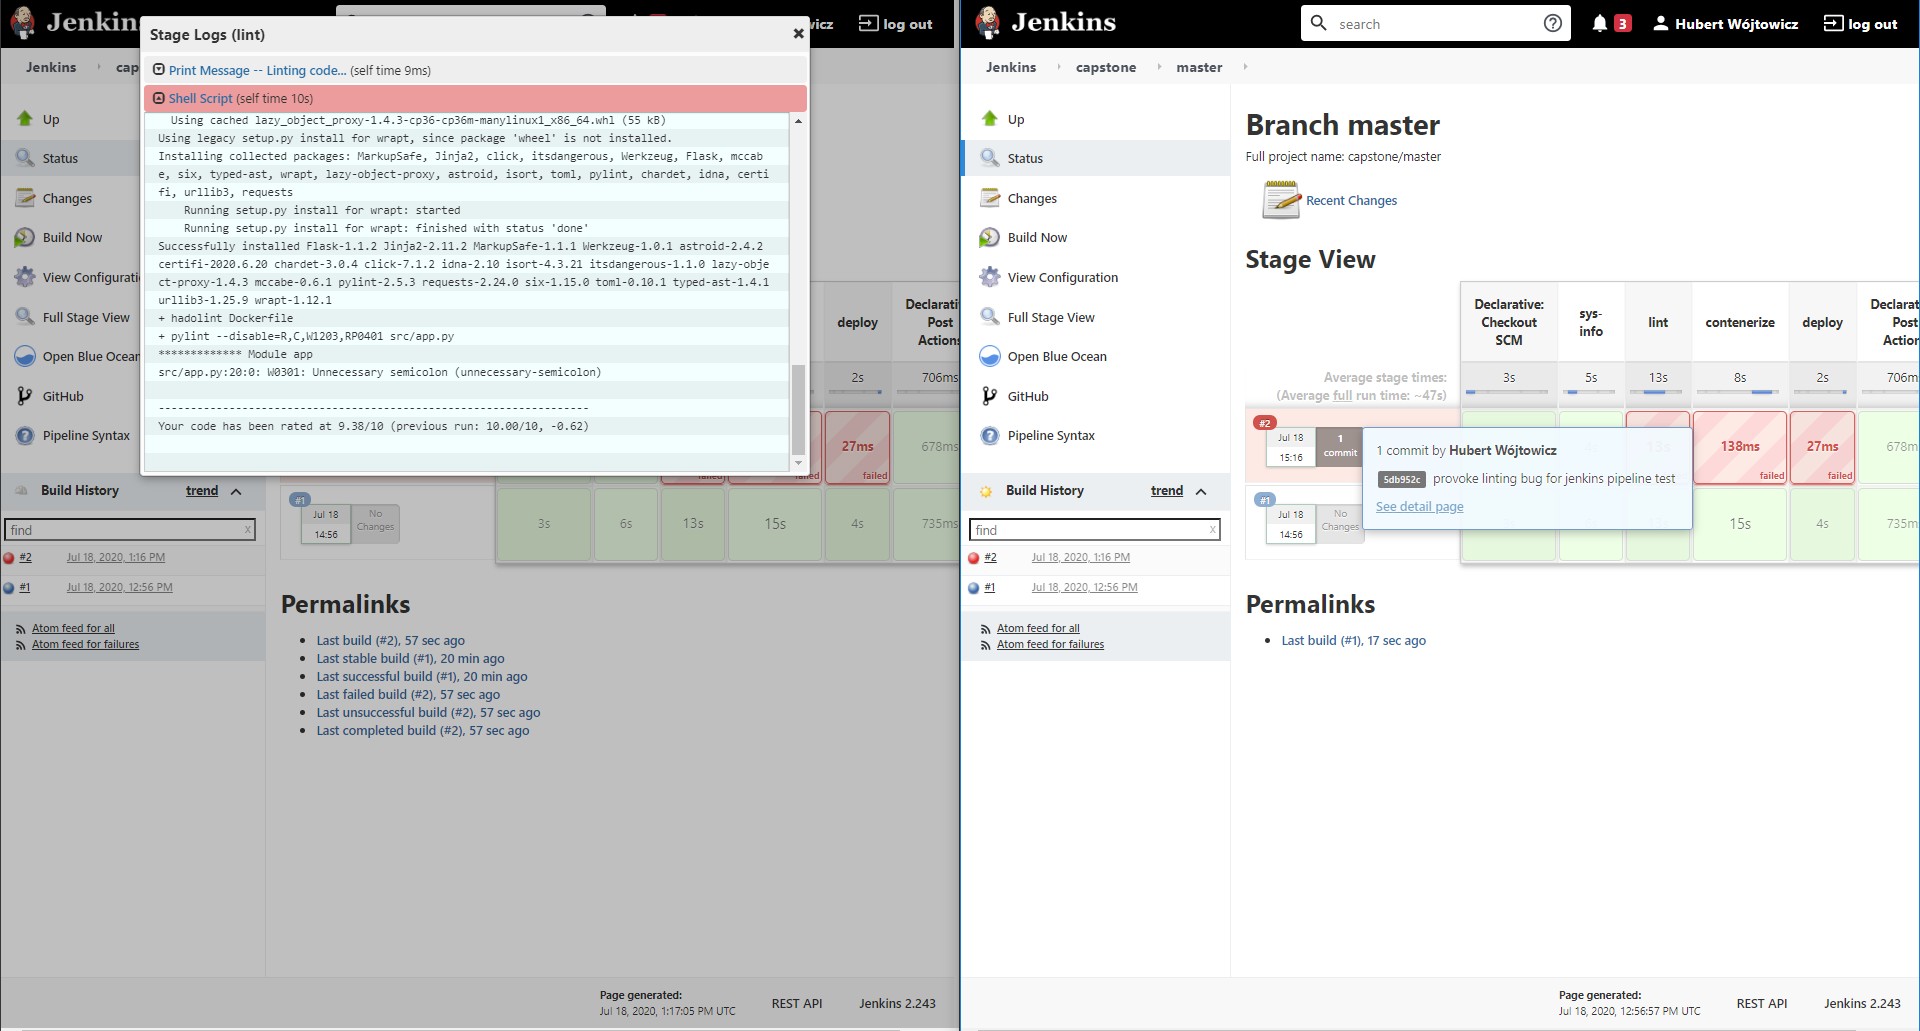 Jenkins
wicz
log out
Jenkins
cap
Up
Status
Changes
Build Now
View Configurati
Full Stage View
Open Blue Ocean
GitHub
Pipeline Syntax
Stage Logs (lint)
Print Message -- Linting code... (self time 9ms)
Shell Script (self time 10s)
Using cached lazy_object_proxy-1.4.3-cp36-cp36m-manylinux1_x86_64.whl (55 kB)
Using legacy setup.py install for wrapt, since package 'wheel' is not installed.
Installing collected packages: MarkupSafe, Jinja2, click, itsdangerous, Werkzeug, Flask, mccab
e, six, typed-ast, wrapt, lazy-object-proxy, astroid, isort, toml, pylint, chardet, idna, certi
fi, urllib3, requests
Running setup.py install for wrapt: started
Running setup.py install for wrapt: finished with status 'done'
Successfully installed Flask-1.1.2 Jinja2-2.11.2 MarkupSafe-1.1.1 Werkzeug-1.0.1 astroid-2.4.2
certifi-2020.6.20 chardet-3.0.4 click-7.1.2 idna-2.10 isort-4.3.21 itsdangerous-1.1.0 lazy-obje
ct-proxy-1.4.3 mccabe-0.6.1 pylint-2.5.3 requests-2.24.0 six-1.15.0 toml-0.10.1 typed-ast-1.4.1
urllib3-1.25.9 wrapt-1.12.1
+ hadolint Dockerfile
+ pylint --disable=R,C,W1203,RP0401 src/app.py
************* Module app
src/app.py:20:0: W0301: Unnecessary semicolon (unnecessary-semicolon)
-------------------------------------------------------------------
Your code has been rated at 9.38/10 (previous run: 10.00/10, -0.62)
deploy
Declarati
Post
Actions
2s
706ms
27ms
failed
678ms
#1
Jul 18
14:56
No
Changes
3s
6s
13s
15s
4s
735ms
Build History
trend
find
x
#2
Jul 18, 2020, 1:16 PM
#1
Jul 18, 2020, 12:56 PM
Atom feed for all
Atom feed for failures
Permalinks
Last build (#2), 57 sec ago
Last stable build (#1), 20 min ago
Last successful build (#1), 20 min ago
Last failed build (#2), 57 sec ago
Last unsuccessful build (#2), 57 sec ago
Last completed build (#2), 57 sec ago
Page generated:
Jul 18, 2020, 1:17:05 PM UTC
REST API
Jenkins 2.243
Jenkins
search
3
Hubert Wójtowicz
log out
Jenkins
capstone
master
Up
Status
Changes
Build Now
View Configuration
Full Stage View
Open Blue Ocean
GitHub
Pipeline Syntax
Branch master
Full project name: capstone/master
Recent Changes
Stage View
Declarative:
Checkout
SCM
sys-
info
lint
contenerize
deploy
Declarat
Post
Action
Average stage times:
(Average full run time: ~47s)
3s
5s
13s
8s
2s
706m
#2
Jul 18
15:16
1
commit
138ms
failed
27ms
failed
678m
1 commit by Hubert Wójtowicz
5db952c provoke linting bug for jenkins pipeline test
See detail page
#1
Jul 18
14:56
No
Changes
15s
4s
735m
Build History
trend
find
x
#2
Jul 18, 2020, 1:16 PM
#1
Jul 18, 2020, 12:56 PM
Atom feed for all
Atom feed for failures
Permalinks
Last build (#1), 17 sec ago
Page generated:
Jul 18, 2020, 12:56:57 PM UTC
REST API
Jenkins 2.243